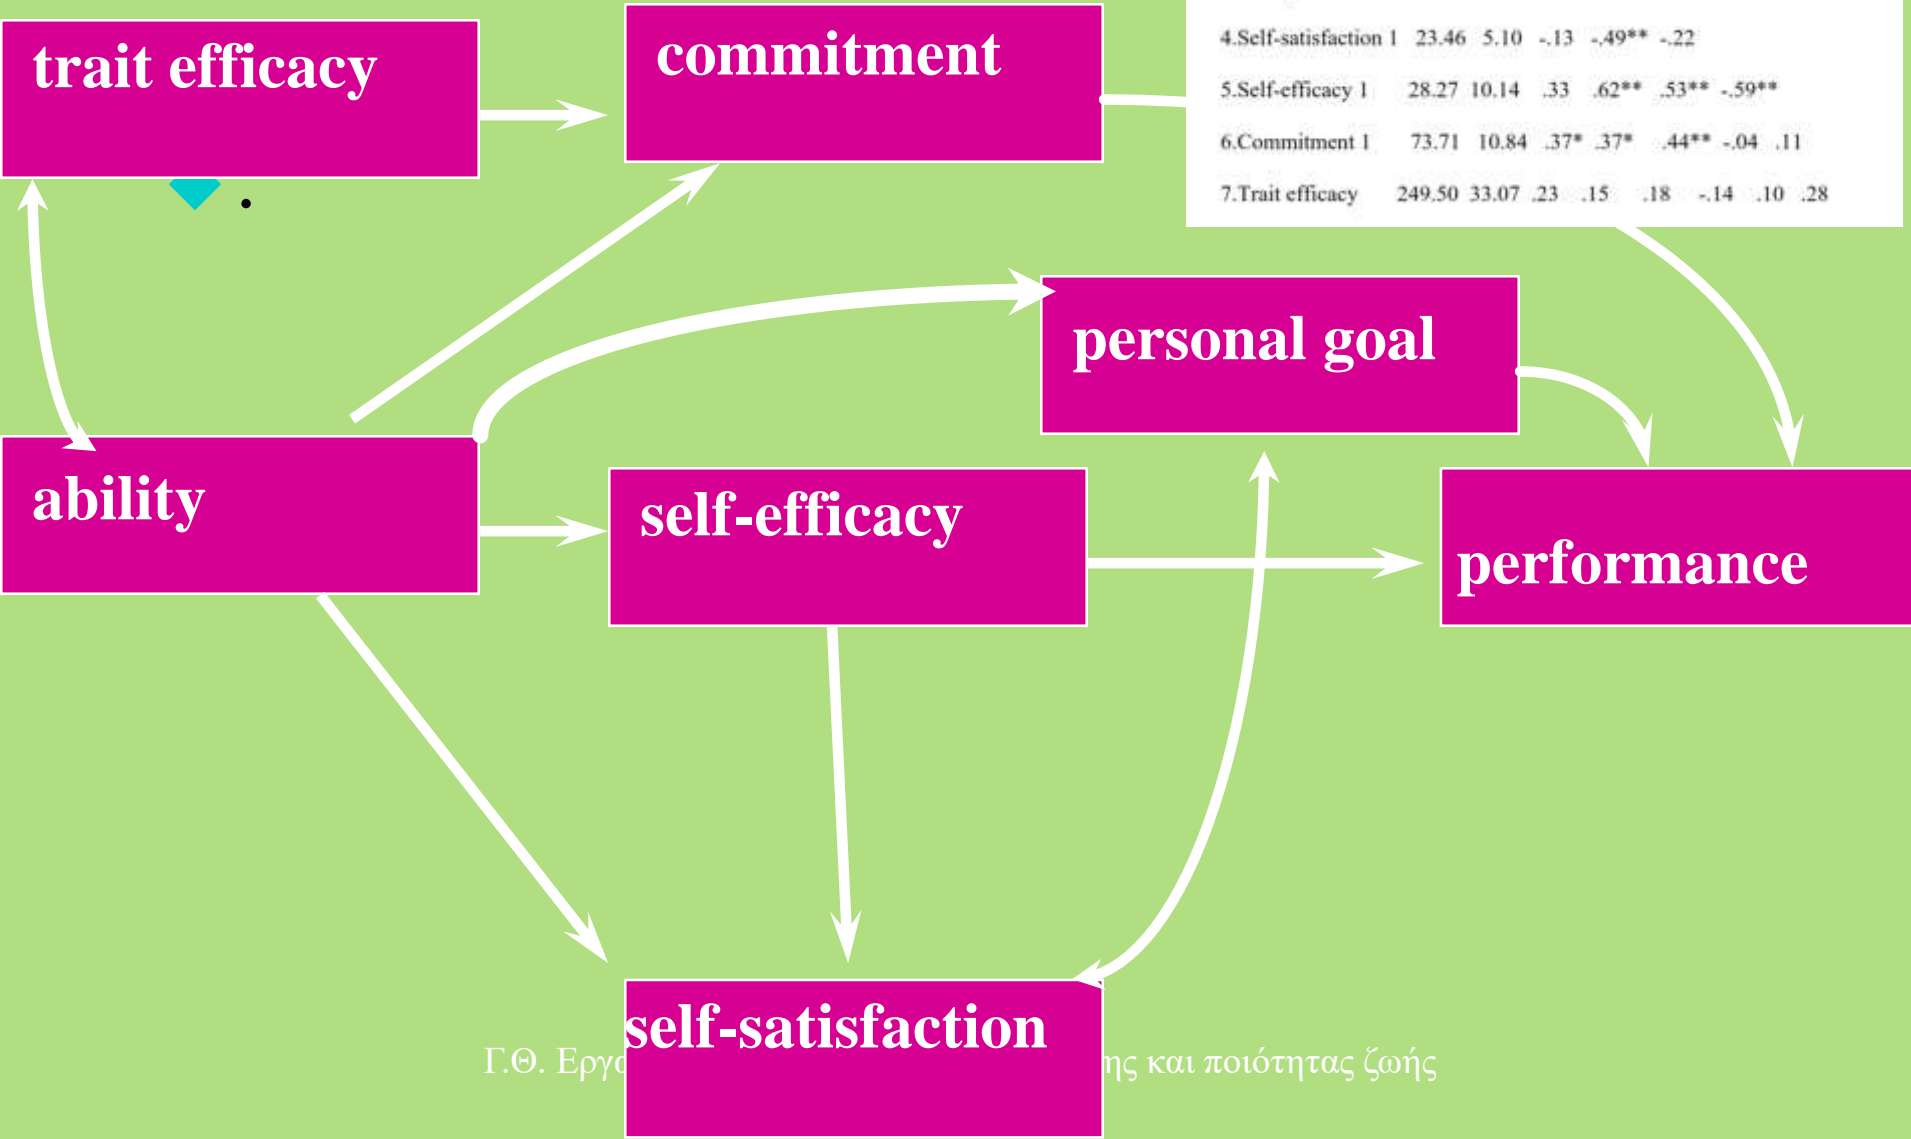 trait efficacy
commitment
4.Self-satisfaction 1 23.46 5.10 -.13 -.49** -.22
5.Self-efficacy 1 28.27 10.14 .33 .62** .53** -.59**
6.Commitment 1 73.71 10.84 .37* .37* .44** -.04 .11
7.Trait efficacy 249.50 33.07 .23 .15 .18 -.14 .10 .28
personal goal
ability
self-efficacy
performance
self-satisfaction
Γ.Θ. και ποιότητας ζωής